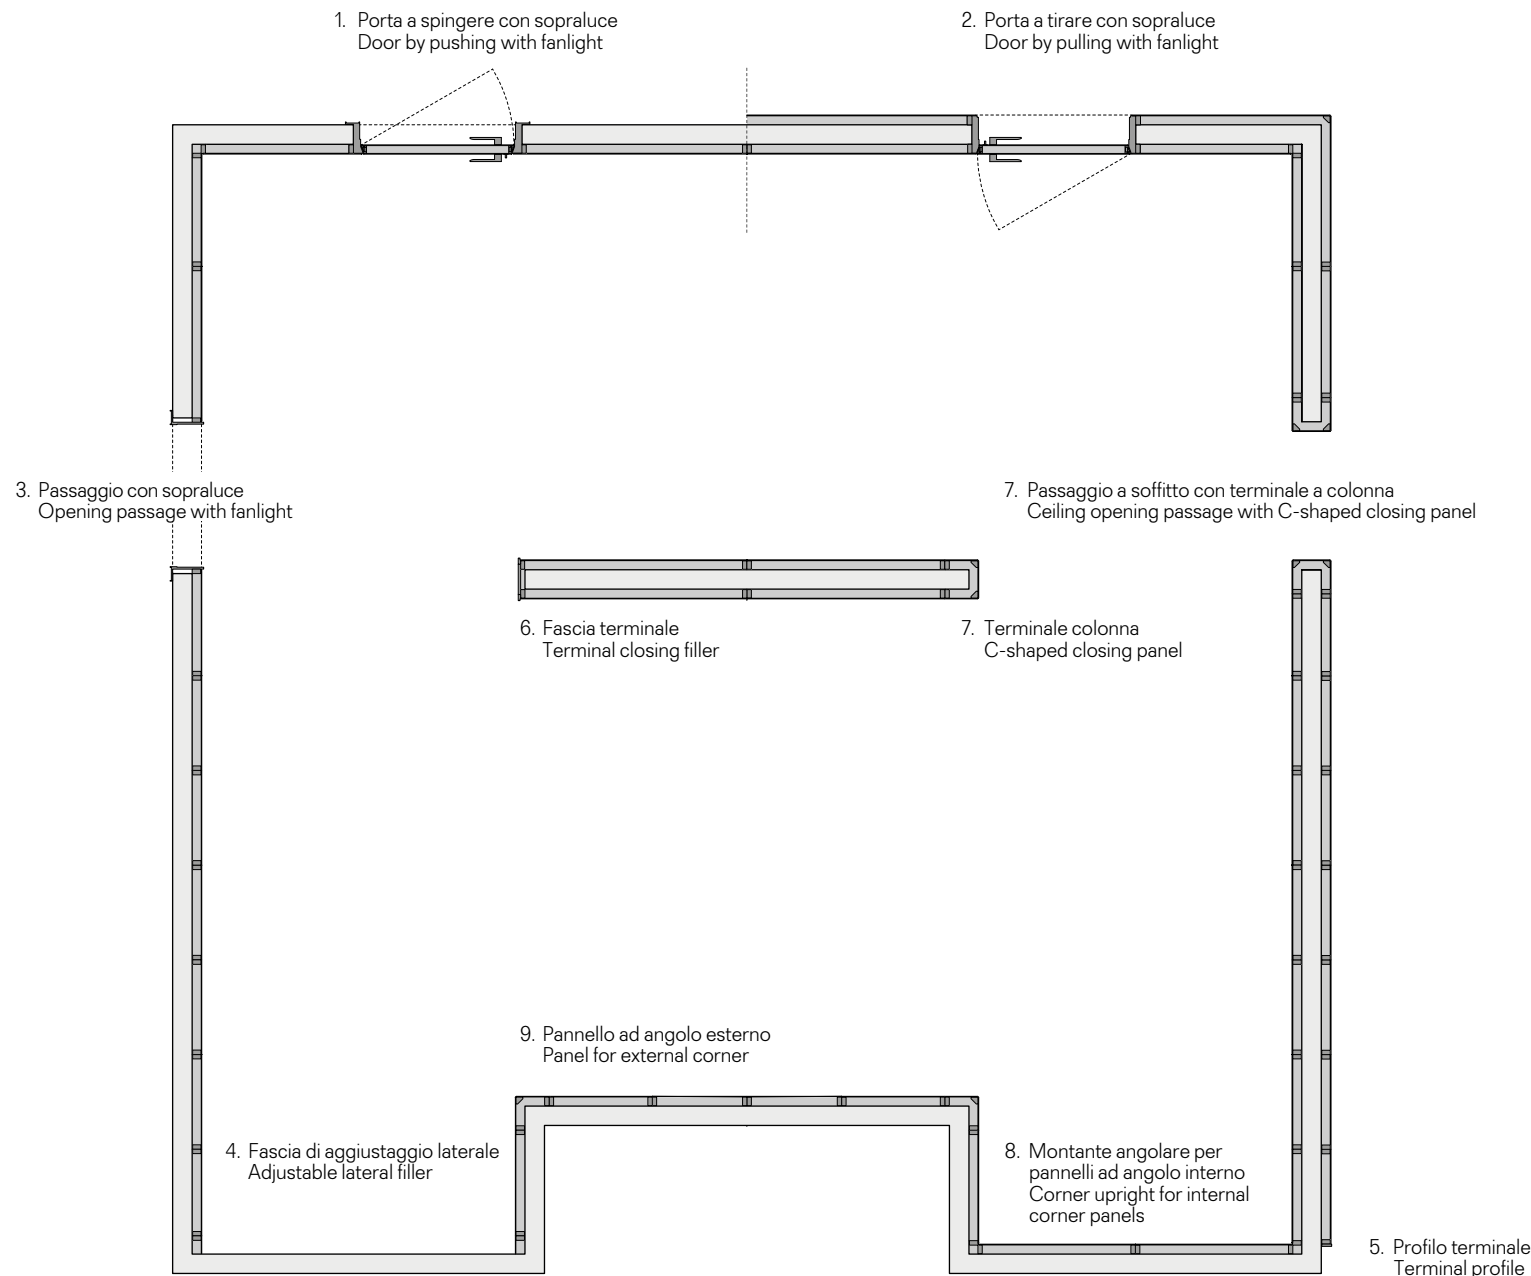 1. Porta a spingere con sopraluce
Door by pushing with fanlight
2. Porta a tirare con sopraluce
Door by pulling with fanlight
3. Passaggio con sopraluce
Opening passage with fanlight
7. Passaggio a soffitto con terminale a colonna
Ceiling opening passage with C-shaped closing panel
6. Fascia terminale
Terminal closing filler
7. Terminale colonna
C-shaped closing panel
9. Pannello ad angolo esterno
Panel for external corner
4. Fascia di aggiustaggio laterale
Adjustable lateral filler
8. Montante angolare per
pannelli ad angolo interno
Corner upright for internal
corner panels
5. Profilo terminale
Terminal profile